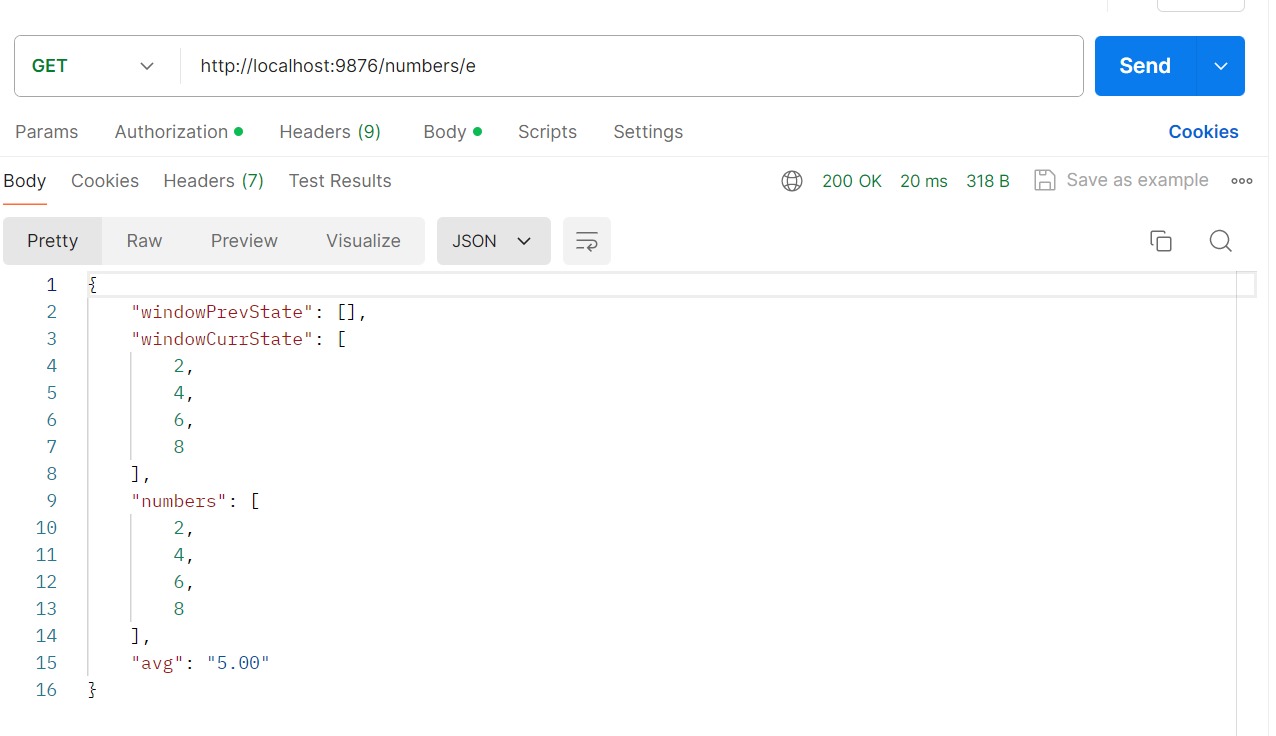 GET http://localhost:9876/numbers/e Send
Params Authorization Headers (9) Body Scripts Settings Cookies
Body Cookies Headers (7) Test Results 200 OK 20 ms 318 B Save as example
Pretty Raw Preview Visualize JSON
1 {
2 "windowPrevState": [],
3 "windowCurrState": [
4 2,
5 4,
6 6,
7 8
8 ],
9 "numbers": [
10 2,
11 4,
12 6,
13 8
14 ],
15 "avg": "5.00"
16 }